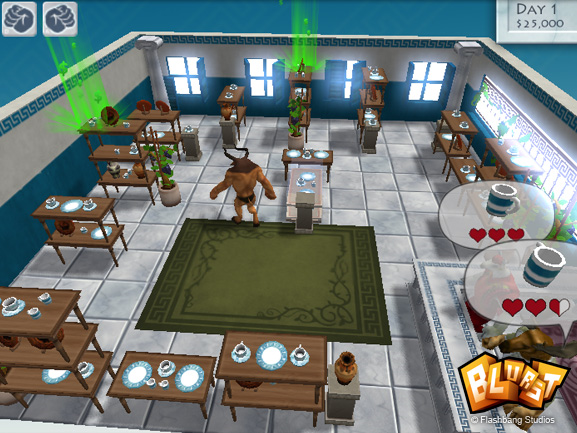 DAY 1
$25,000
BLURST
© Flashbang Studios